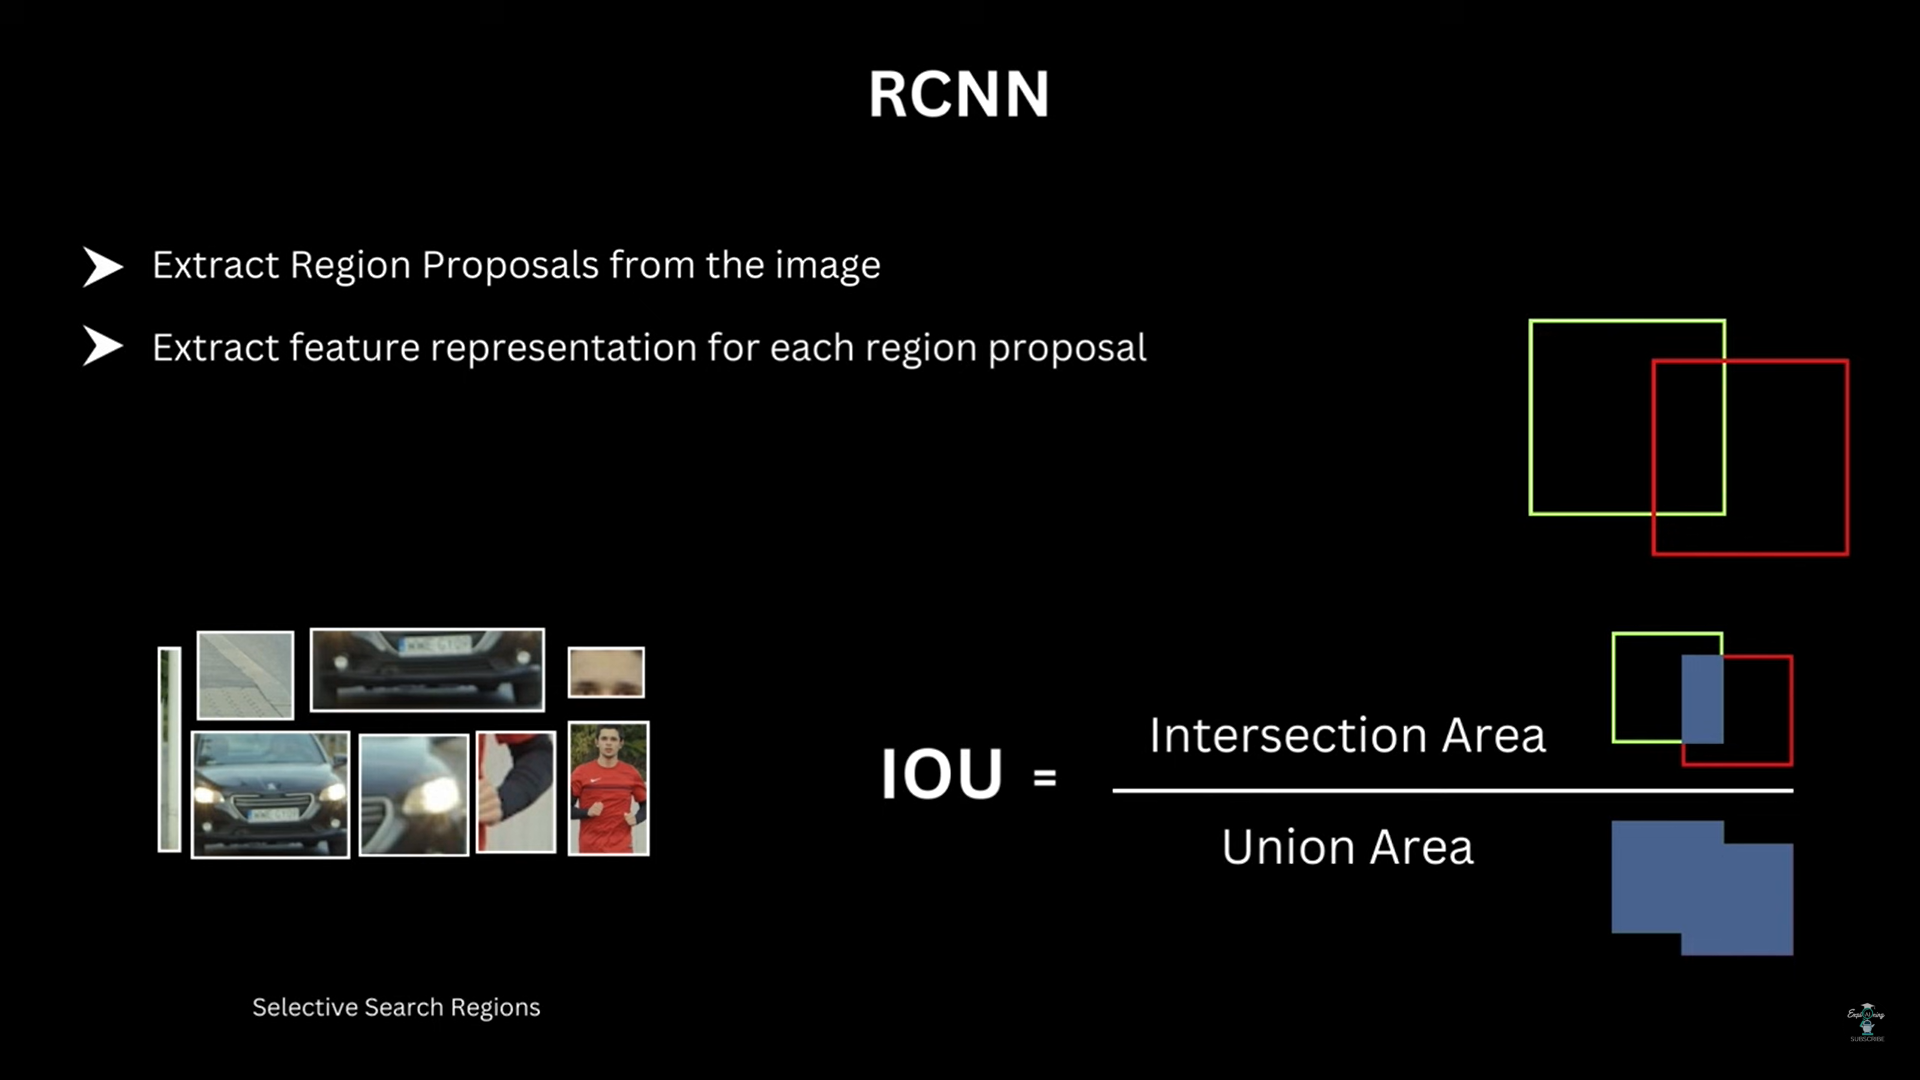 RCNN
Extract Region Proposals from the image
Extract feature representation for each region proposal
IOU =
Intersection Area
Union Area
Selective Search Regions
SUBSCRIBE